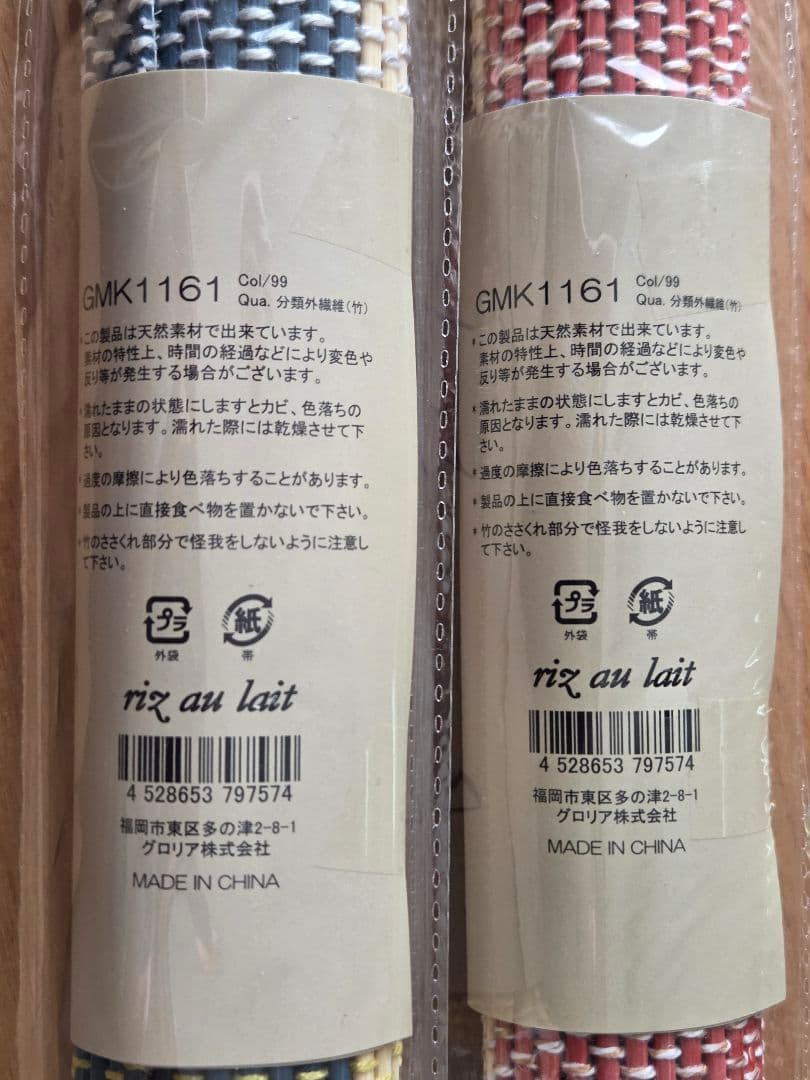 GMK1161
Col/99
Qua. 分類外繊維(竹)
*この製品は天然素材で出来ています。
素材の特性上、時間の経過などにより変色や
反り等が発生する場合がございます。
*濡れたままの状態にしますとカビ、色落ちの
原因となります。濡れた際には乾燥させて下
さい。
*過度の摩擦により色落ちすることがあります。
*製品の上に直接食べ物を置かないで下さい。
*竹のささくれ部分で怪我をしないように注意し
て下さい。
プラ
紙
外袋
帯
riz au lait
4 528653 797574
福岡市東区多の津2-8-1
グロリア株式会社
MADE IN CHINA
GMK1161
Col/99
Qua. 分類外繊維(竹)
*この製品は天然素材で出来ています。
素材の特性上、時間の経過などにより変色や
反り等が発生する場合がございます。
*濡れたままの状態にしますとカビ、色落ちの
原因となります。濡れた際には乾燥させて下
さい。
*過度の摩擦により色落ちすることがあります。
*製品の上に直接食べ物を置かないで下さい。
*竹のささくれ部分で怪我をしないように注意し
て下さい。
プラ
紙
外袋
帯
riz au lait
4 528653 797574
福岡市東区多の津2-8-1
グロリア株式会社
MADE IN CHINA